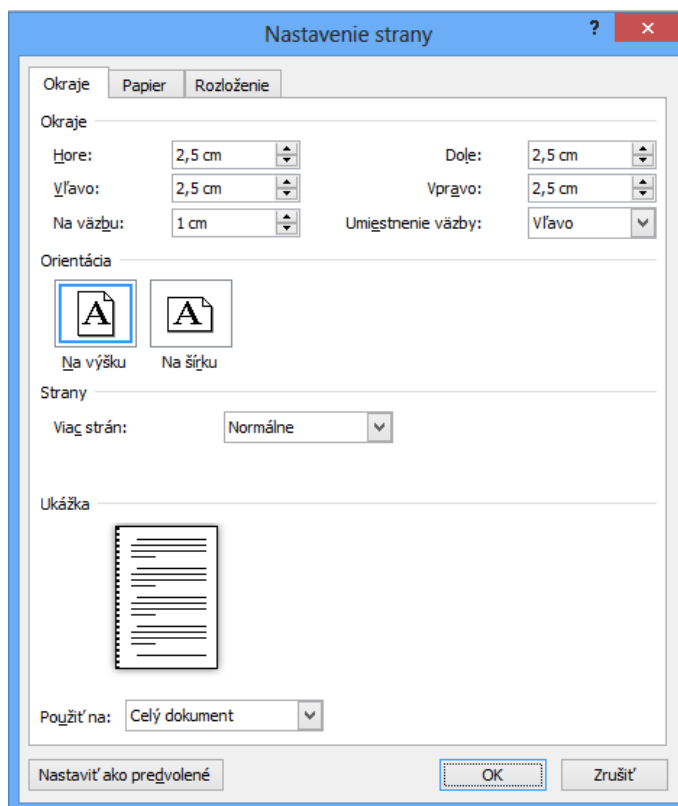 Nastavenie strany
?
Okraje Papier Rozloženie
Okraje
Hore: 2,5 cm Dole: 2,5 cm
Vľavo: 2,5 cm Vpravo: 2,5 cm
Na väzbu: 1 cm Umiestnenie väzby: Vľavo
Orientácia
A A
Na výšku Na šírku
Strany
Viac strán: Normálne
Ukážka
Použiť na: Celý dokument
Nastaviť ako predvolené OK Zrušiť